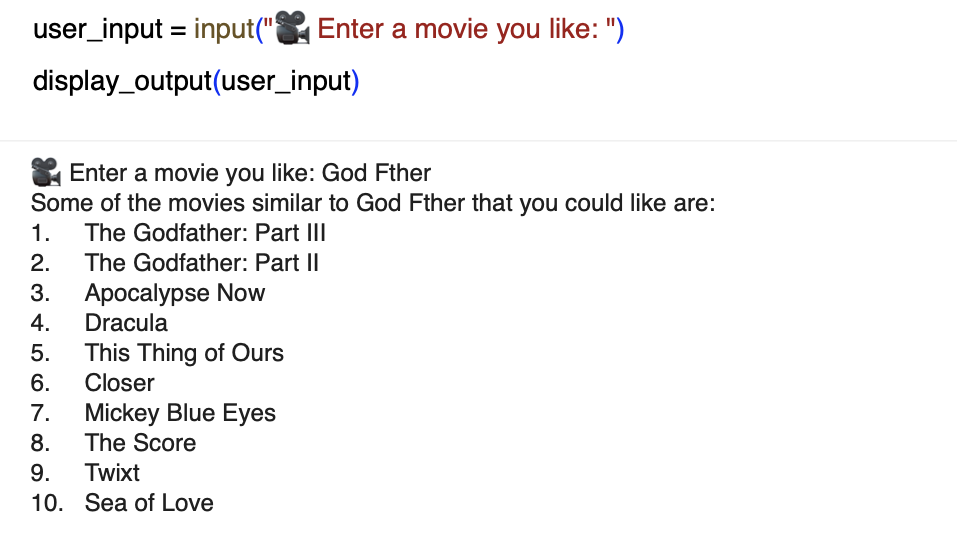 user_input = input("🎥 Enter a movie you like: ")
display_output(user_input)
🎥 Enter a movie you like: God Fther
Some of the movies similar to God Fther that you could like are:
1. The Godfather: Part III
2. The Godfather: Part II
3. Apocalypse Now
4. Dracula
5. This Thing of Ours
6. Closer
7. Mickey Blue Eyes
8. The Score
9. Twixt
10. Sea of Love